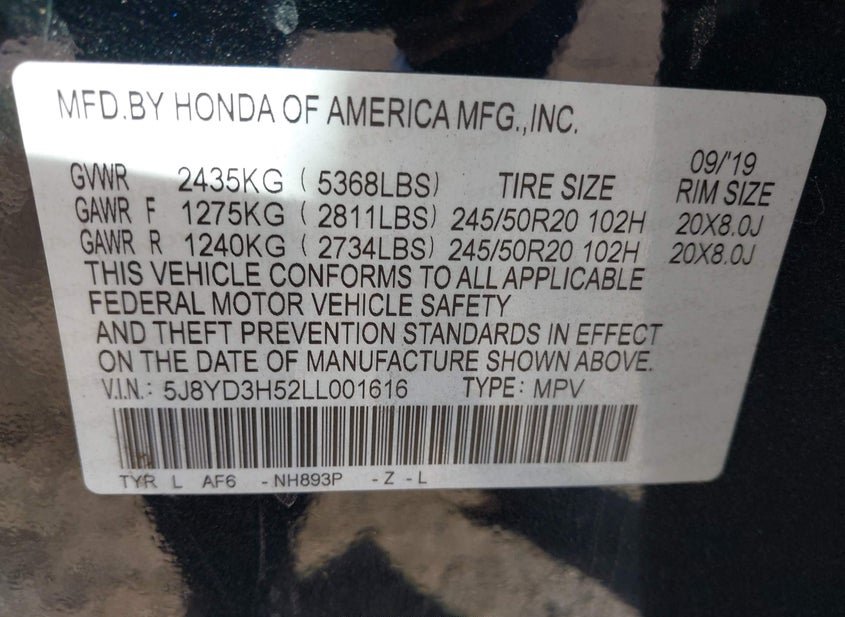 MFD.BY HONDA OF AMERICA MFG.,INC.
09/'19
GVWR 2435KG ( 5368LBS) TIRE SIZE RIM SIZE
GAWR F 1275KG ( 2811LBS) 245/50R20 102H 20X8.0J
GAWR R 1240KG ( 2734LBS) 245/50R20 102H 20X8.0J
THIS VEHICLE CONFORMS TO ALL APPLICABLE
FEDERAL MOTOR VEHICLE SAFETY
AND THEFT PREVENTION STANDARDS IN EFFECT
ON THE DATE OF MANUFACTURE SHOWN ABOVE.
V.I.N.: 5J8YD3H52LL001616 TYPE: MPV
TYR L AF6 -NH893P -Z -L